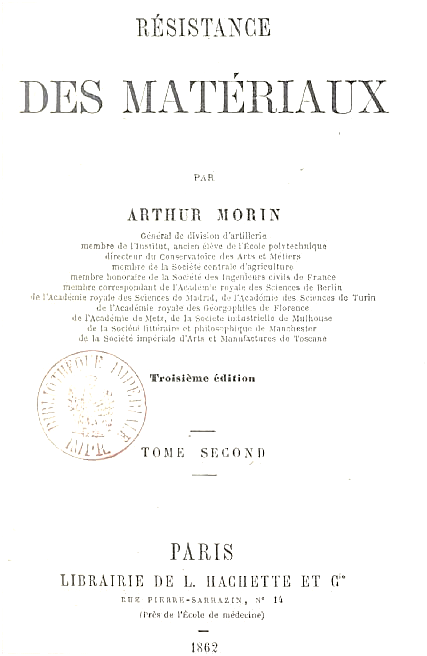 RÉSISTANCE
DES MATÉRIAUX
PAR
ARTHUR MORIN
Général de division d'artillerie
membre de l'Institut, ancien élève de l'École polytechnique
directeur du Conservatoire des Arts et Métiers
membre de la Société centrale d'agriculture
membre honoraire de la Société des Ingénieurs civils de France
membre correspondant de l'Académie royale des Sciences de Berlin
de l'Académie royale des Sciences de Madrid, de l'Académie des Sciences de Turin
de l'Académie royale des Georgophiles de Florence
de l'Académie de Metz, de la Société industrielle de Mulhouse
de la Société littéraire et philosophique de Manchester
de la Société impériale d'Arts et Manufactures de Toscane
Troisième édition
BIBLIOTHÈQUE IMPÉRIALE
IMPR.
TOME SECOND
PARIS
LIBRAIRIE DE L. HACHETTE ET Cie
RUE PIERRE-SARRAZIN, N° 14
(Près de l'École de médecine)
1862